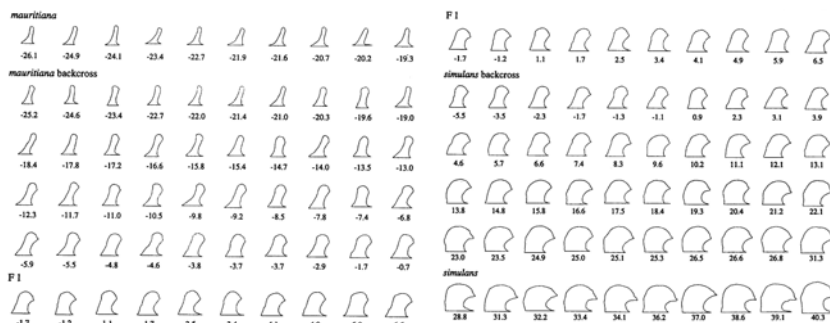 mauritiana
-26.1 -24.9 -24.1 -23.4 -22.7 -21.9 -21.6 -20.7 -20.2 -19.3
mauritiana backcross
-25.2 -24.6 -23.4 -22.7 -22.0 -21.4 -21.0 -20.3 -19.6 -19.0
-18.4 -17.8 -17.2 -16.6 -15.8 -15.4 -14.7 -14.0 -13.5 -13.0
-12.3 -11.7 -11.0 -10.5 -9.8 -9.2 -8.5 -7.8 -7.4 -6.8
-5.9 -5.5 -4.8 -4.6 -3.8 -3.7 -3.7 -2.9 -1.7 -0.7
F I
F I
-1.7 -1.2 1.1 1.7 2.5 3.4 4.1 4.9 5.9 6.5
simulans backcross
-5.5 -3.5 -2.3 -1.7 -1.3 -1.1 0.9 2.3 3.1 3.9
4.6 5.7 6.6 7.4 8.3 9.6 10.2 11.1 12.1 13.1
13.8 14.8 15.8 16.6 17.5 18.4 19.3 20.4 21.2 22.1
23.0 23.5 24.9 25.0 25.1 25.3 26.5 26.6 26.8 31.3
simulans
28.8 31.3 32.2 33.4 34.1 36.2 37.0 38.6 39.1 40.3